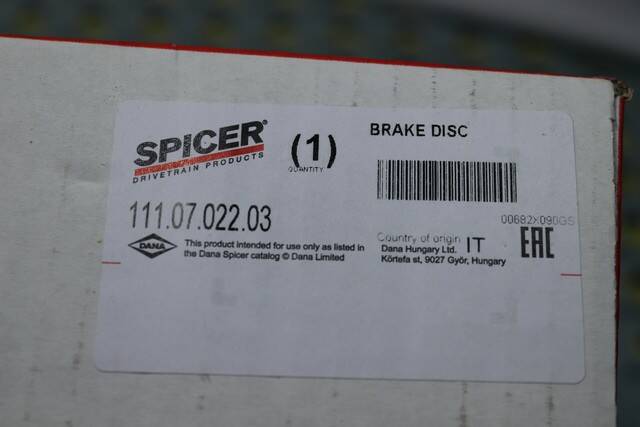 SPICER®
DRIVETRAIN PRODUCTS
(1)
QUANTITY
BRAKE DISC
111.07.022.03
00682X090GS
DANA
This product intended for use only as listed in
the Dana Spicer catalog © Dana Limited
Country of origin IT
Dana Hungary Ltd.
Körtefa st, 9027 Győr, Hungary
EAC